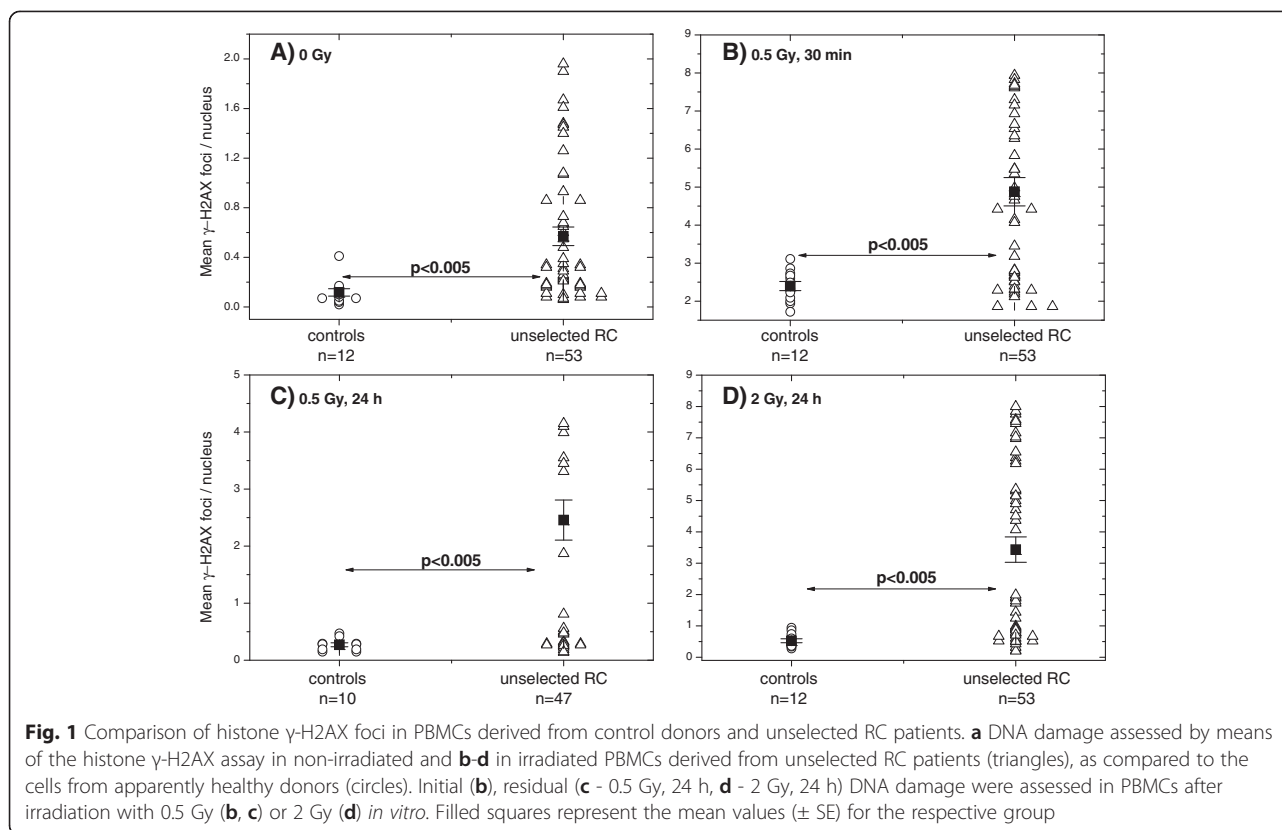 A) 0 Gy
Mean γ–H2AX foci / nucleus
2.0
1.6
1.2
0.8
0.4
0.0
p<0.005
controls
n=12
unselected RC
n=53
B) 0.5 Gy, 30 min
9
8
7
6
5
4
3
2
p<0.005
controls
n=12
unselected RC
n=53
C) 0.5 Gy, 24 h
Mean γ–H2AX foci / nucleus
5
4
3
2
1
0
p<0.005
controls
n=10
unselected RC
n=47
D) 2 Gy, 24 h
9
8
7
6
5
4
3
2
1
0
p<0.005
controls
n=12
unselected RC
n=53
Fig. 1 Comparison of histone γ-H2AX foci in PBMCs derived from control donors and unselected RC patients. a DNA damage assessed by means
of the histone γ-H2AX assay in non-irradiated and b-d in irradiated PBMCs derived from unselected RC patients (triangles), as compared to the
cells from apparently healthy donors (circles). Initial (b), residual (c - 0.5 Gy, 24 h, d - 2 Gy, 24 h) DNA damage were assessed in PBMCs after
irradiation with 0.5 Gy (b, c) or 2 Gy (d) in vitro. Filled squares represent the mean values (± SE) for the respective group